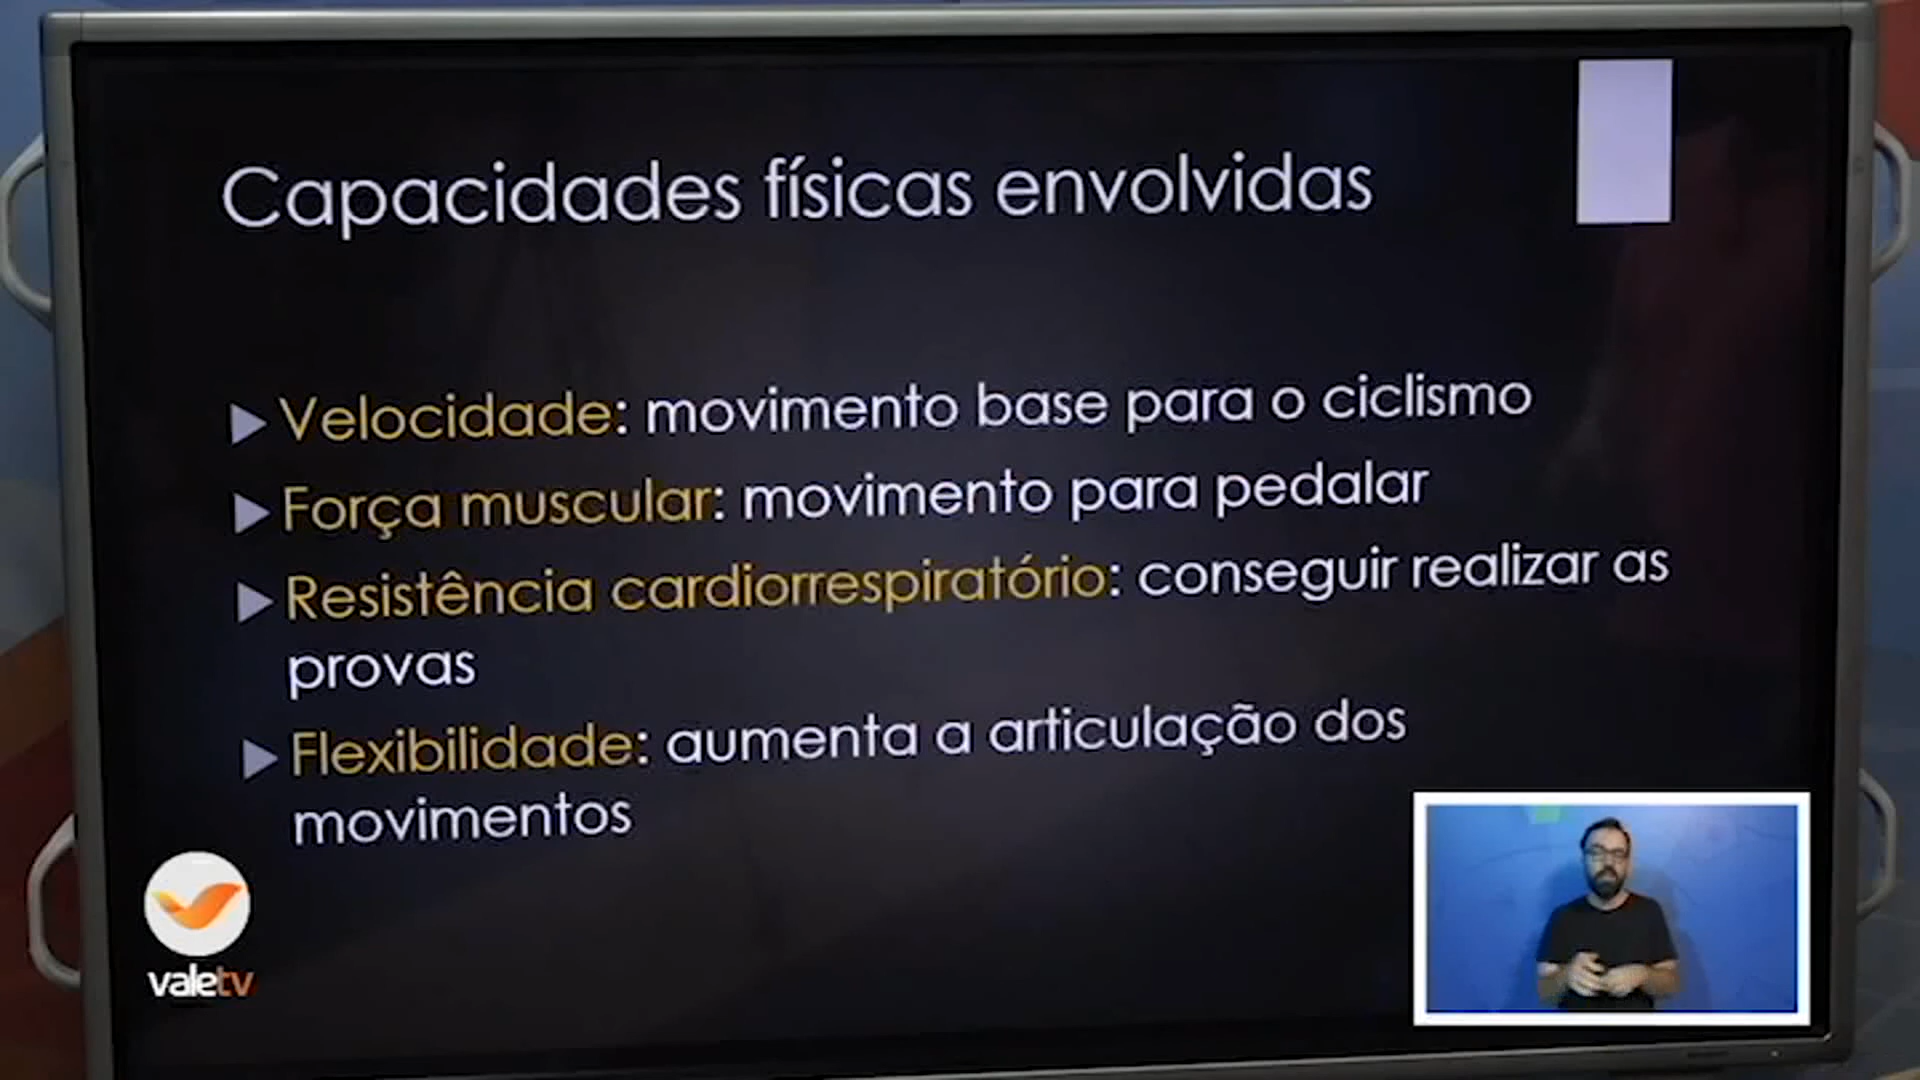 Capacidades físicas envolvidas
Velocidade: movimento base para o ciclismo
Força muscular: movimento para pedalar
Resistência cardiorrespiratório: conseguir realizar as
provas
Flexibilidade: aumenta a articulação dos
movimentos
valetv